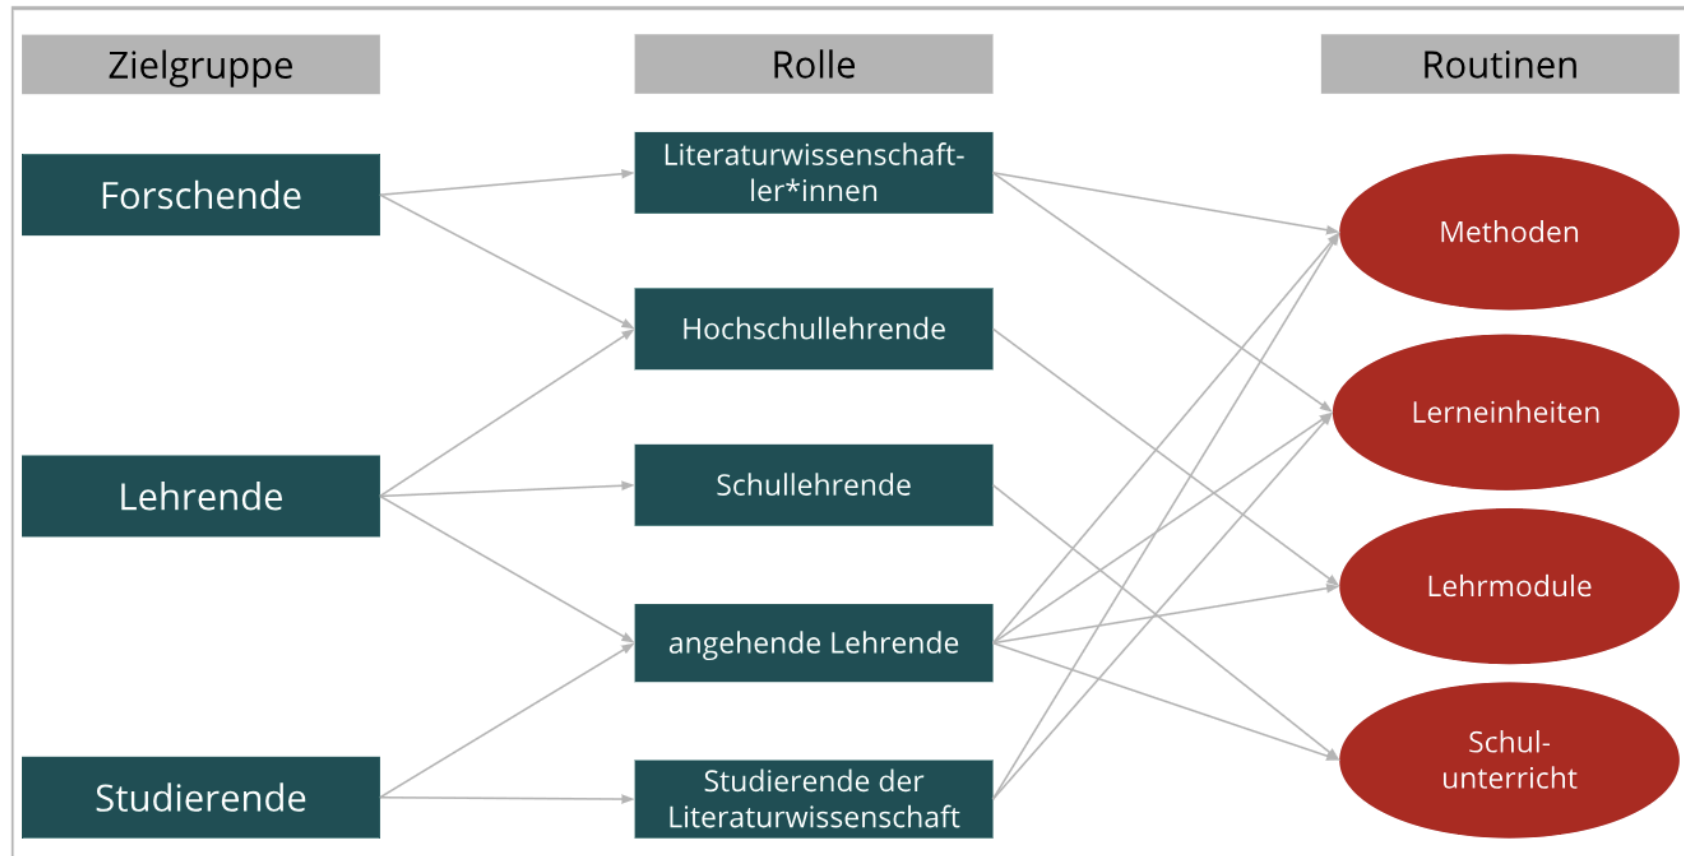 Zielgruppe
Rolle
Routinen
Forschende
Lehrende
Studierende
Literaturwissenschaft-
ler*innen
Hochschullehrende
Schullehrende
angehende Lehrende
Studierende der
Literaturwissenschaft
Methoden
Lerneinheiten
Lehrmodule
Schul-
unterricht